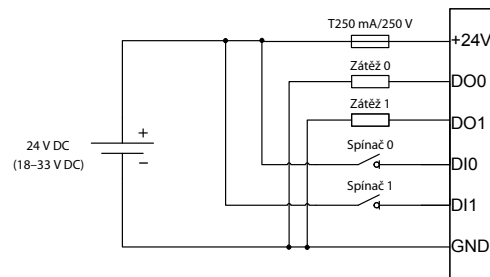 T250 mA/250 V
+24V
Zátěž 0
DO0
Zátěž 1
DO1
24 V DC
(18–33 V DC)
+
–
Spínač 0
DI0
Spínač 1
DI1
GND